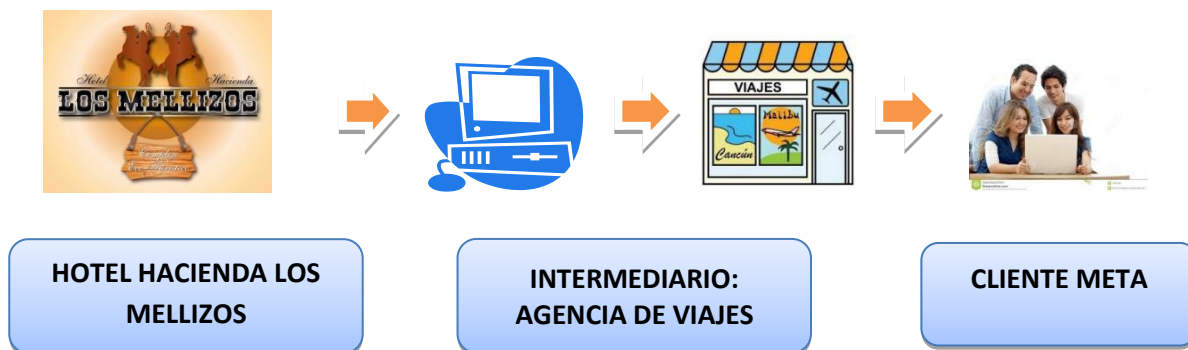 Hotel Hacienda
LOS MELLIZOS
VIAJES
Cancún
Malibu
HOTEL HACIENDA LOS
MELLIZOS
INTERMEDIARIO:
AGENCIA DE VIAJES
CLIENTE META